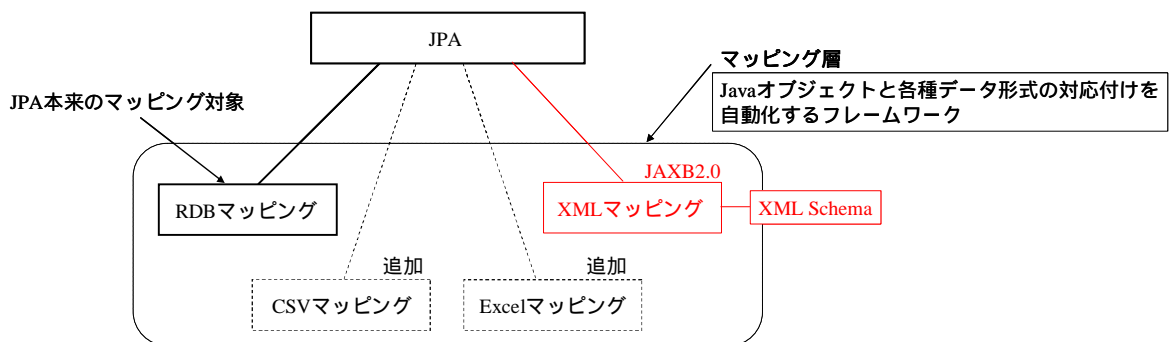 JPA
マッピング層
Javaオブジェクトと各種データ形式の対応付けを
自動化するフレームワーク
JPA本来のマッピング対象
JAXB2.0
RDBマッピング
XMLマッピング
XML Schema
追加
追加
CSVマッピング
Excelマッピング